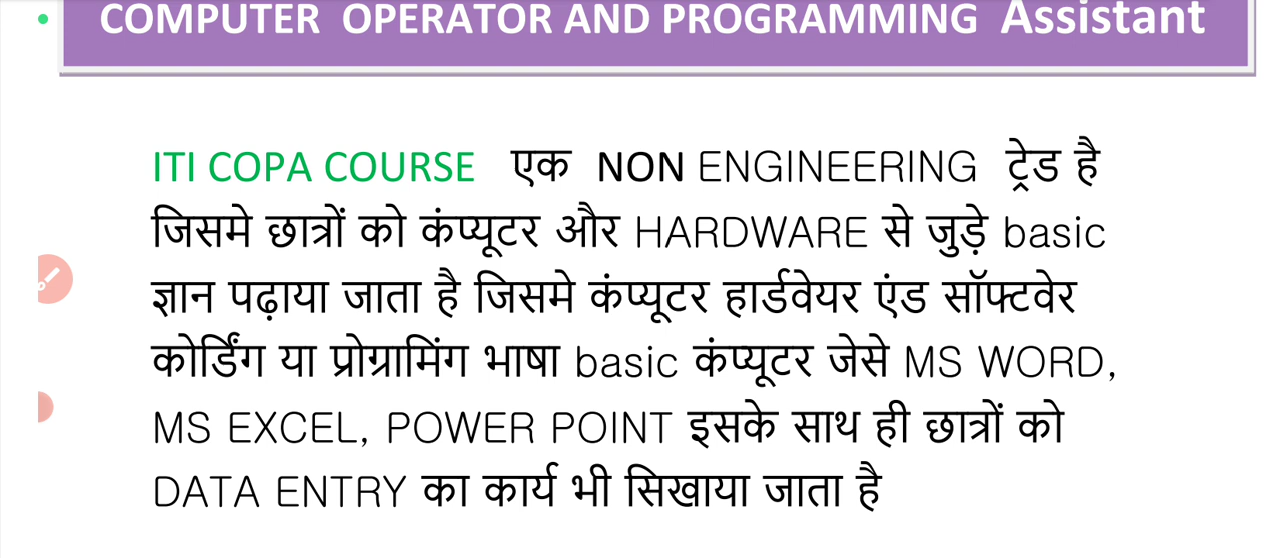 COMPUTER OPERATOR AND PROGRAMMING Assistant
ITI COPA COURSE एक NON ENGINEERING ट्रेड है
जिसमे छात्रों को कंप्यूटर और HARDWARE से जुड़े basic
ज्ञान पढ़ाया जाता है जिसमे कंप्यूटर हार्डवेयर एंड सॉफ्टवेर
कोर्डिंग या प्रोग्रामिंग भाषा basic कंप्यूटर जेसे MS WORD,
MS EXCEL, POWER POINT इसके साथ ही छात्रों को
DATA ENTRY का कार्य भी सिखाया जाता है